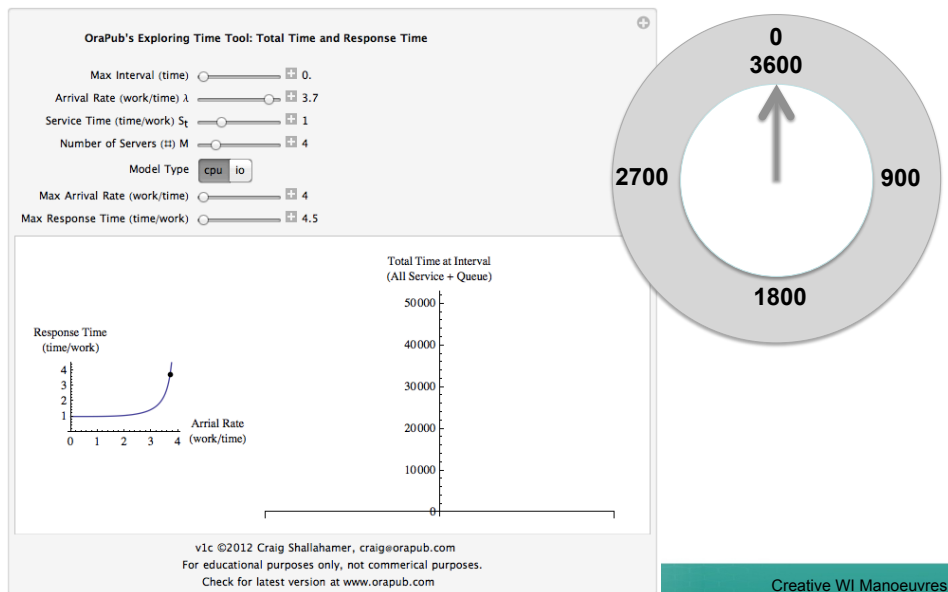 OraPub's Exploring Time Tool: Total Time and Response Time
Max Interval (time) 0.
Arrival Rate (work/time) λ 3.7
Service Time (time/work) St 1
Number of Servers (#) M 4
Model Type cpu io
Max Arrival Rate (work/time) 4
Max Response Time (time/work) 4.5
Total Time at Interval
(All Service + Queue)
50000
40000
30000
20000
10000
0
Response Time
(time/work)
4
3
2
1
0 1 2 3 4
Arrial Rate
(work/time)
v1c ©2012 Craig Shallahamer, craig@orapub.com
For educational purposes only, not commerical purposes.
Check for latest version at www.orapub.com
0
3600
2700
900
1800
Creative WI Manoeuvres